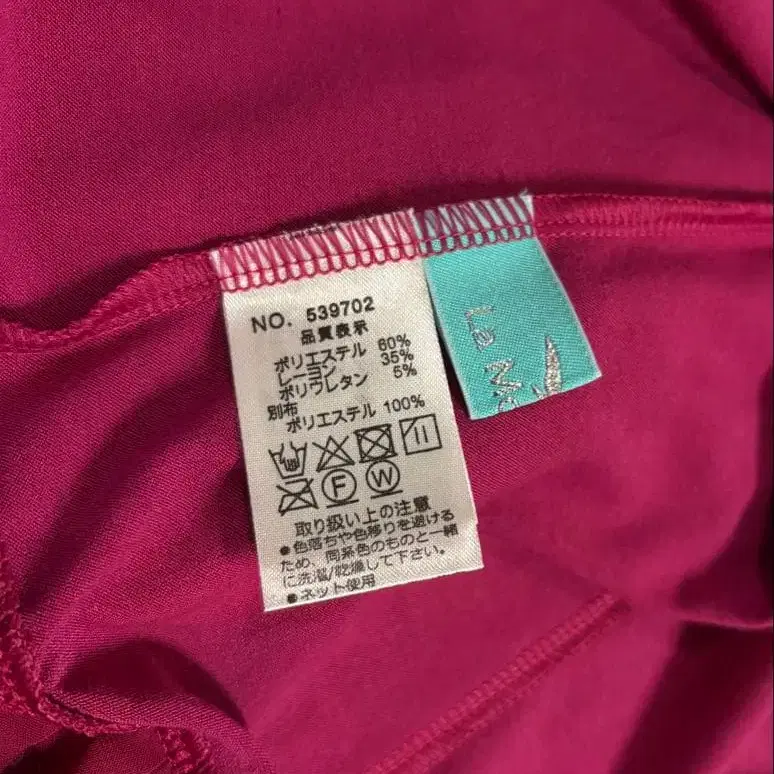 NO. 539702
品質表示
ポリエステル 60%
レーヨン 35%
ポリウレタン 5%
別布
ポリエステル 100%
F W
取り扱い上の注意
●色落ちや色移りを避ける
ため、同系色のものと一緒
に洗濯/乾燥して下さい。
●ネット使用
La